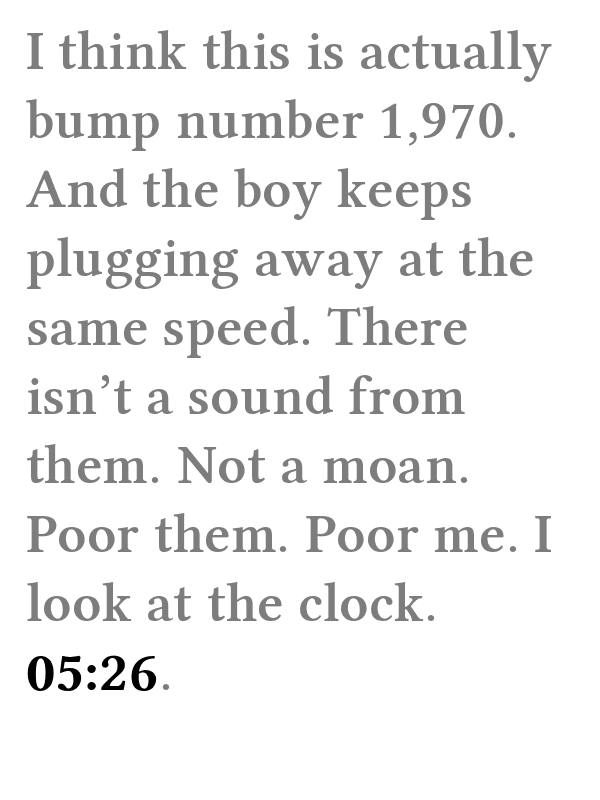 I think this is actually
bump number 1,970.
And the boy keeps
plugging away at the
same speed. There
isn’t a sound from
them. Not a moan.
Poor them. Poor me. I
look at the clock.
05:26.